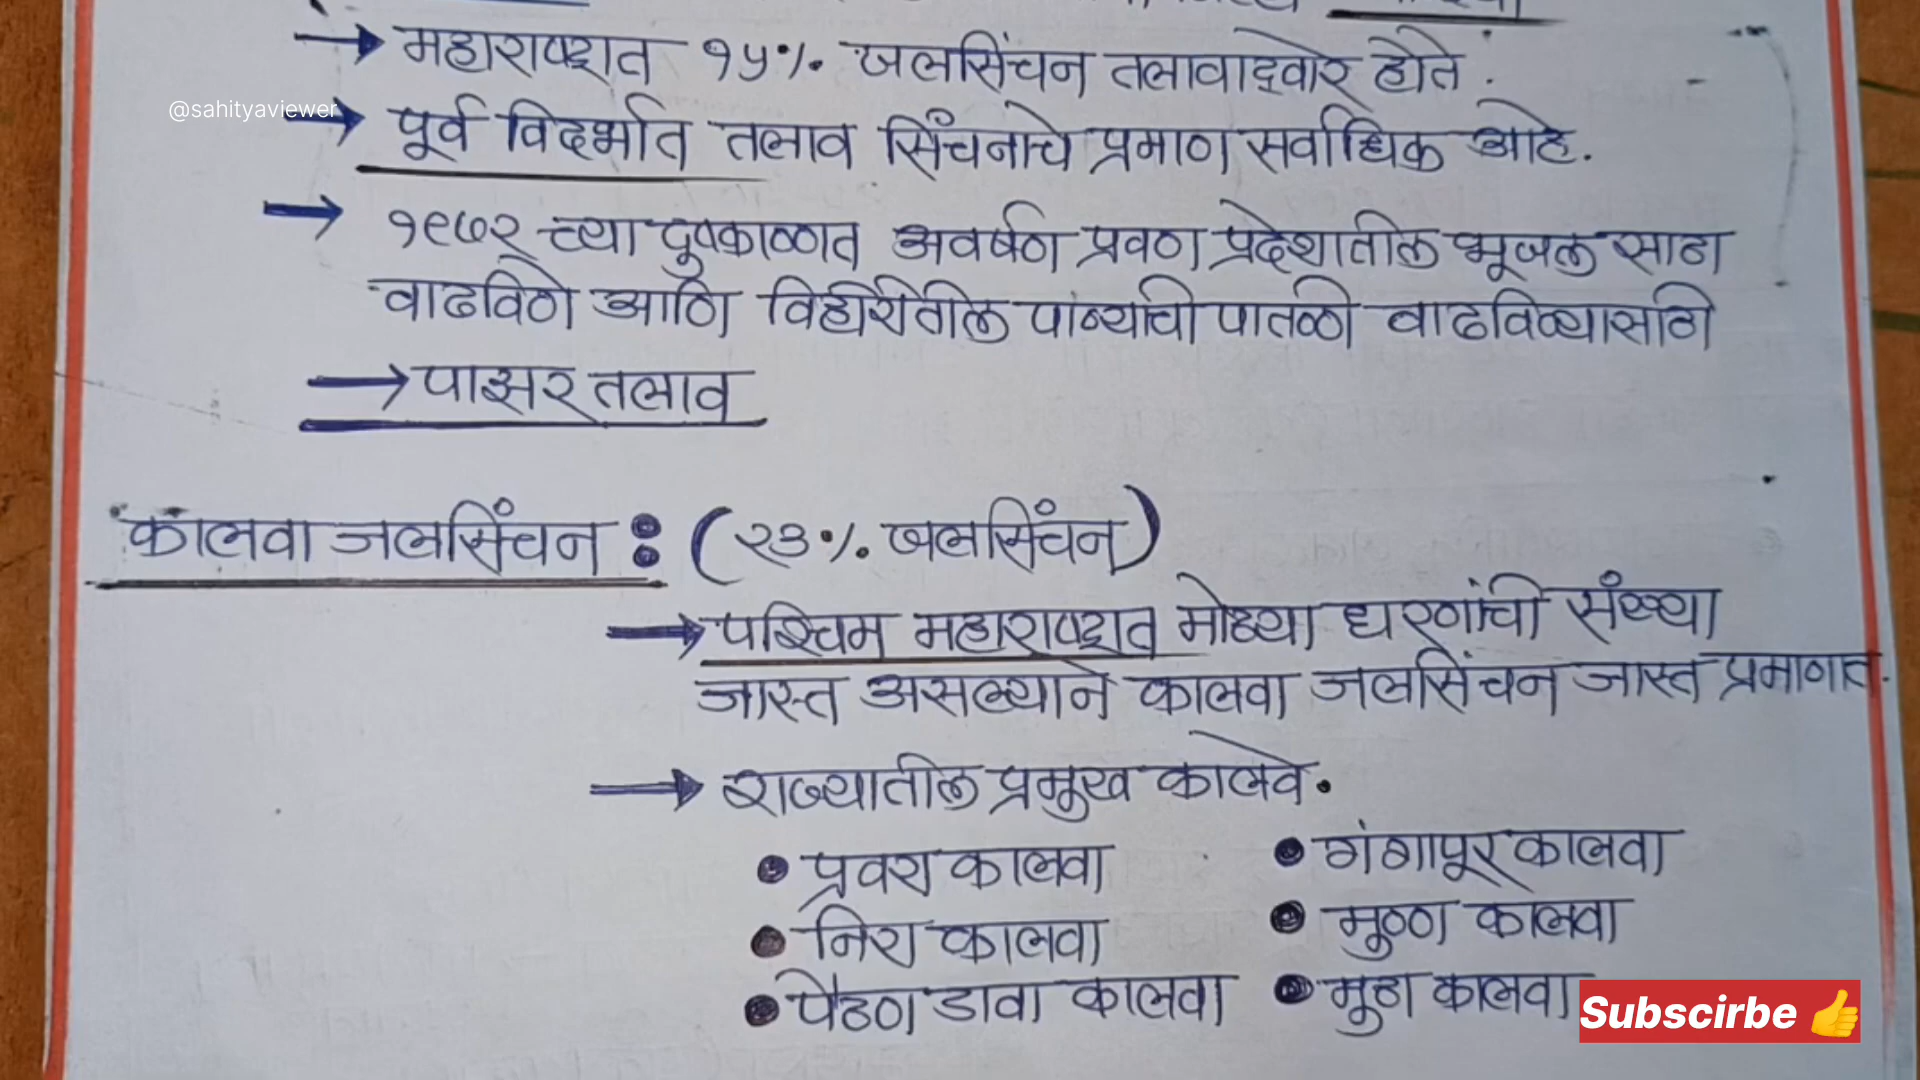 → महाराष्ट्रात १५% जलसिंचन तलावाद्वारे होते.
@sahityaviewer
→ पूर्व विदर्भात तलाव सिंचनाचे प्रमाण सर्वाधिक आहे.
→ १९७२ च्या दुष्काळात अवर्षण प्रवण प्रदेशातील भूजल साठा
वाढविणे आणि विहीरीतील पाण्याची पातळी वाढविण्यासाठी
→ पाझर तलाव
कालवा जलसिंचन : (२३% जलसिंचन)
→ पश्चिम महाराष्ट्रात मोठ्या धरणांची संख्या
जास्त असल्याने कालवा जलसिंचन जास्त प्रमाणात.
→ राज्यातील प्रमुख कालवे.
• प्रवरा कालवा • गंगापूर कालवा
• निरा कालवा • मुळा कालवा
• पैठण डावा कालवा • मुठा कालवा
Subscirbe 👍